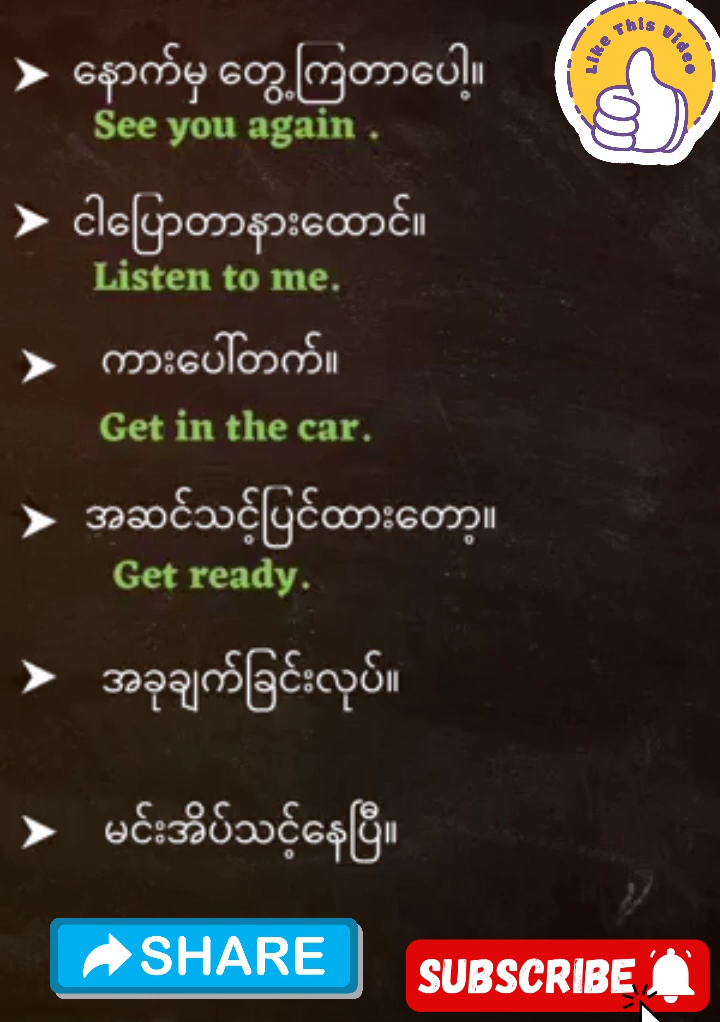 Like This Video
နောက်မှ တွေ့ကြတာပေါ့။
See you again .
ငါပြောတာနားထောင်။
Listen to me.
ကားပေါ်တက်။
Get in the car.
အဆင်သင့်ပြင်ထားတော့။
Get ready.
အခုချက်ခြင်းလုပ်။
မင်းအိပ်သင့်နေပြီ။
SHARE
SUBSCRIBE